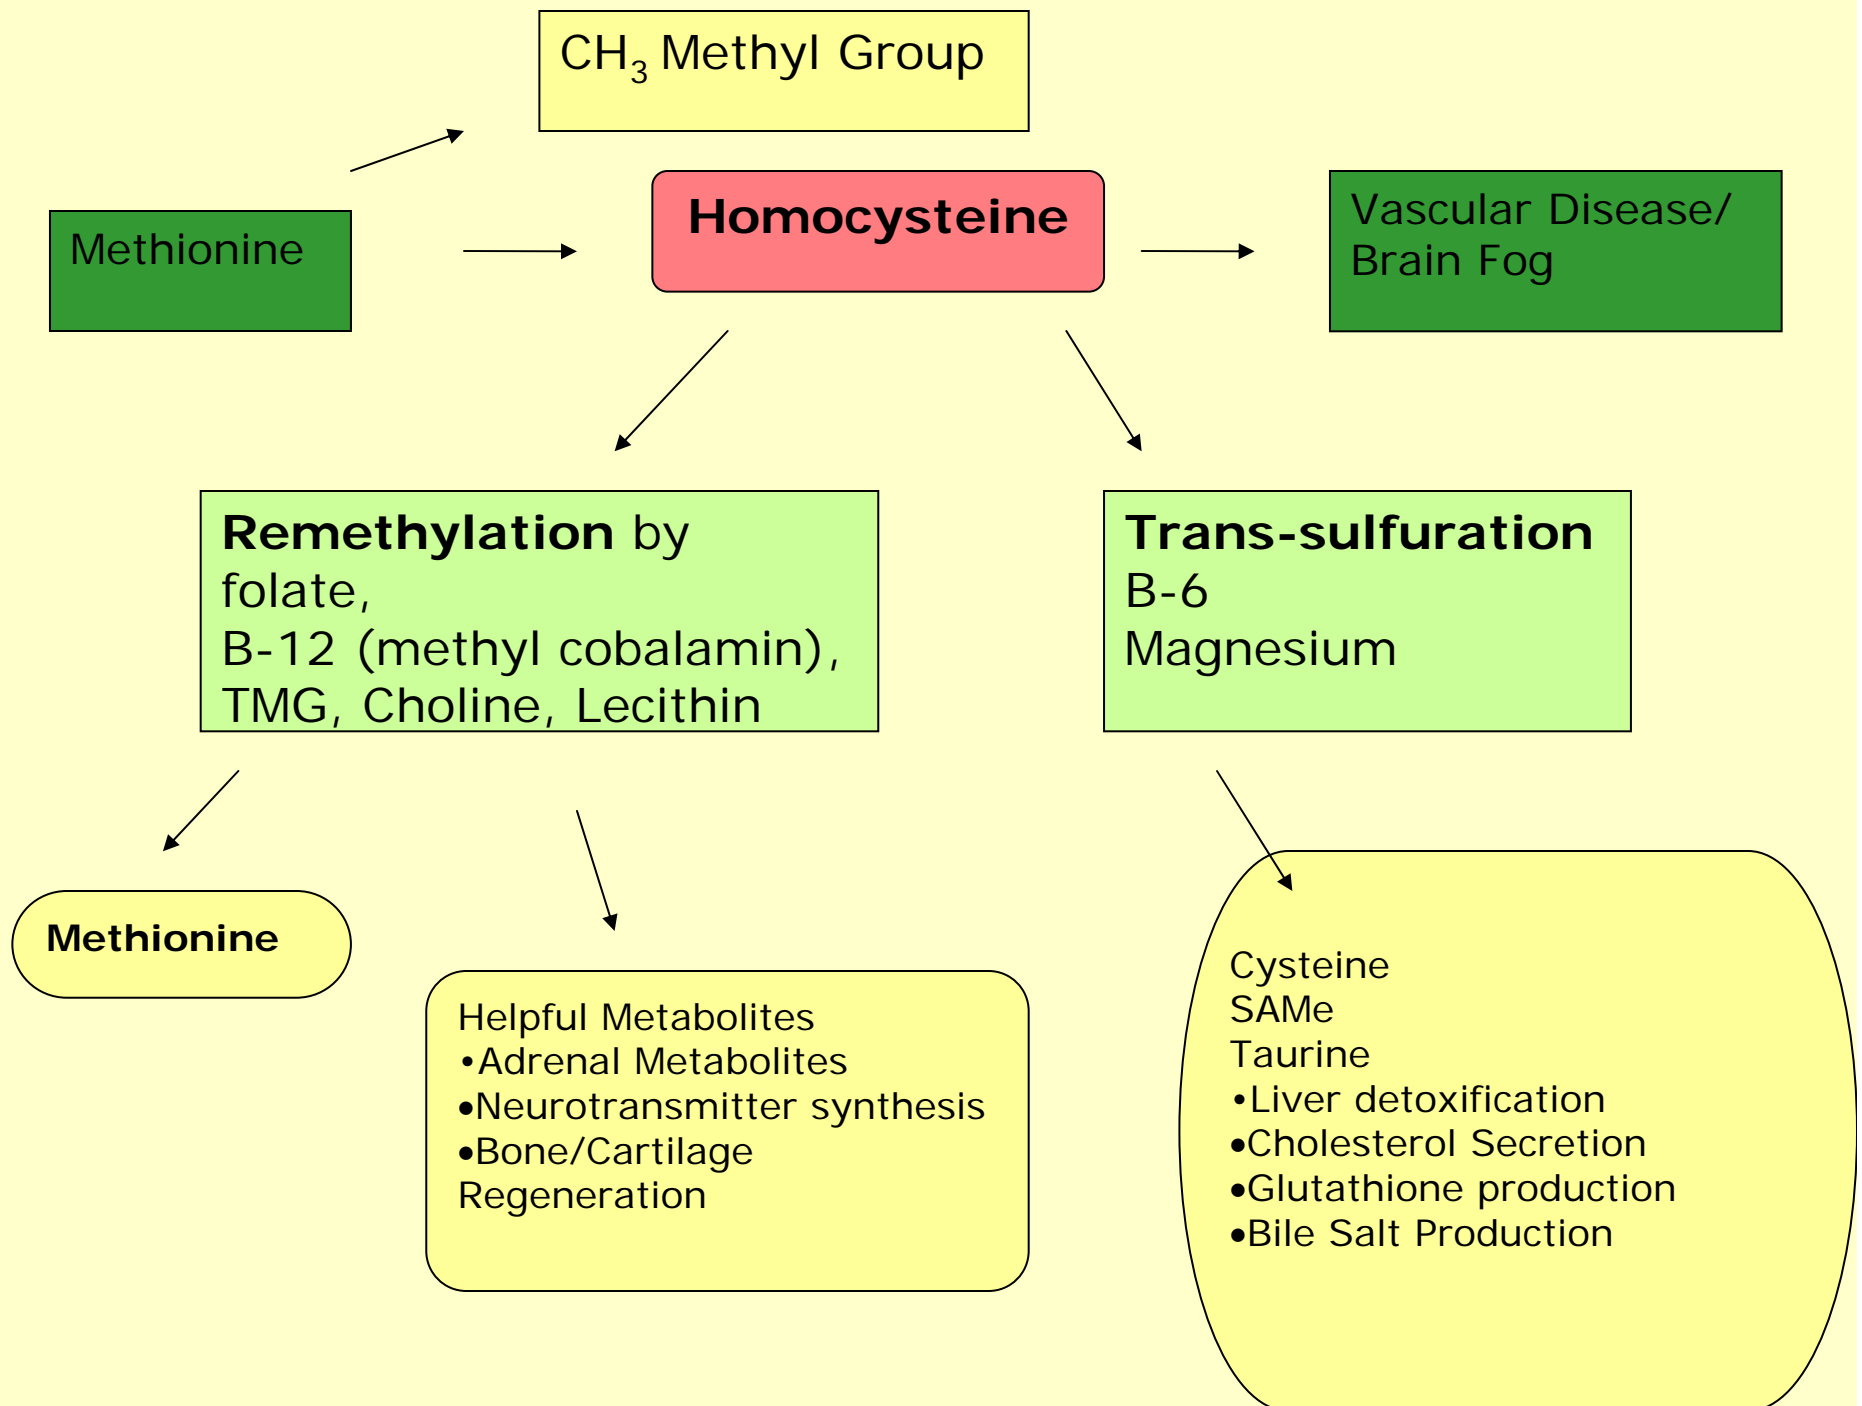 CH₃ Methyl Group
Methionine
Homocysteine
Vascular Disease/
Brain Fog
Remethylation by
folate,
B-12 (methyl cobalamin),
TMG, Choline, Lecithin
Trans-sulfuration
B-6
Magnesium
Methionine
Helpful Metabolites
•Adrenal Metabolites
•Neurotransmitter synthesis
•Bone/Cartilage
Regeneration
Cysteine
SAMe
Taurine
•Liver detoxification
•Cholesterol Secretion
•Glutathione production
•Bile Salt Production